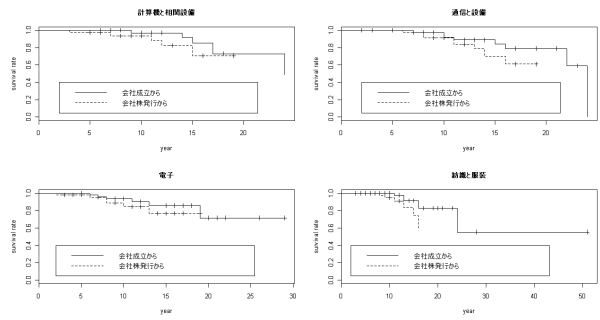 計算機と相関設備
survival rate
0.0 0.2 0.4 0.6 0.8 1.0
会社成立から
会社株発行から
0 5 10 15 20
year
通信と設備
survival rate
0.0 0.2 0.4 0.6 0.8 1.0
会社成立から
会社株発行から
0 5 10 15 20
year
電子
survival rate
0.0 0.2 0.4 0.6 0.8 1.0
会社成立から
会社株発行から
0 5 10 15 20 25 30
year
紡織と服装
survival rate
0.0 0.2 0.4 0.6 0.8 1.0
会社成立から
会社株発行から
0 10 20 30 40 50
year